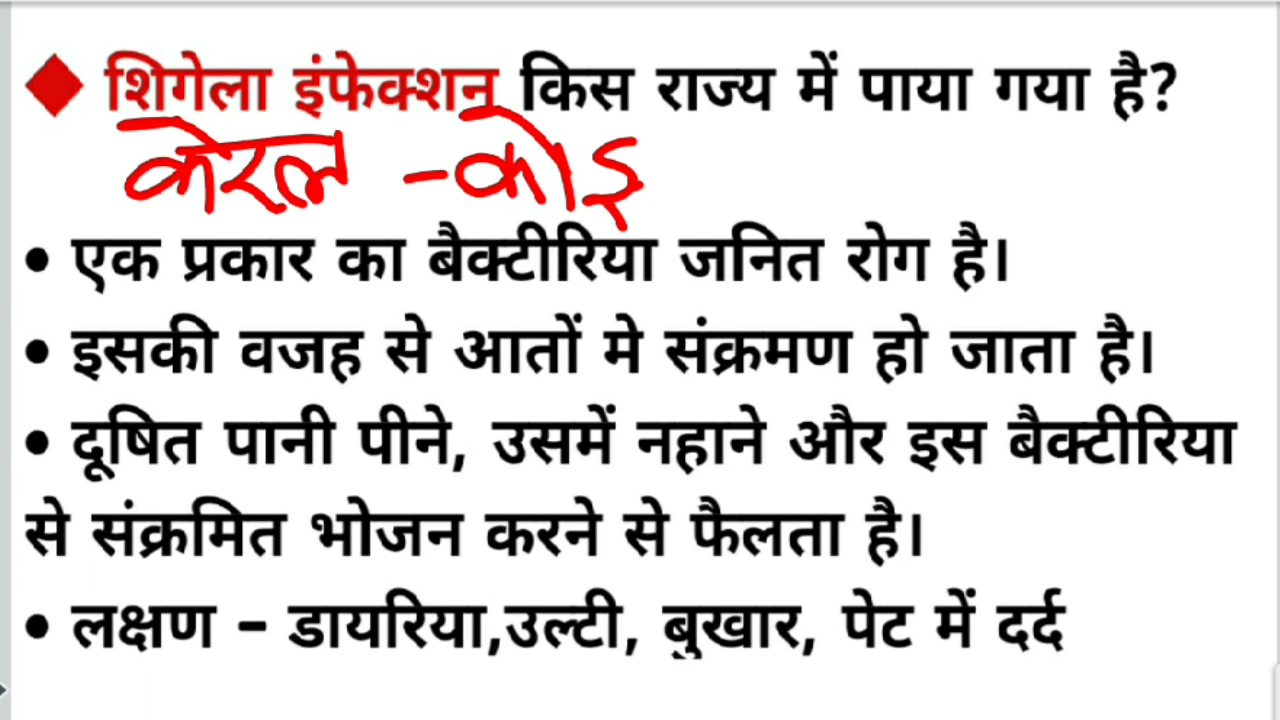 ◆ शिगेला इंफेक्शन किस राज्य में पाया गया है?
केरल - कोइ
• एक प्रकार का बैक्टीरिया जनित रोग है।
• इसकी वजह से आतों मे संक्रमण हो जाता है।
• दूषित पानी पीने, उसमें नहाने और इस बैक्टीरिया
से संक्रमित भोजन करने से फैलता है।
• लक्षण – डायरिया,उल्टी, बुखार, पेट में दर्द